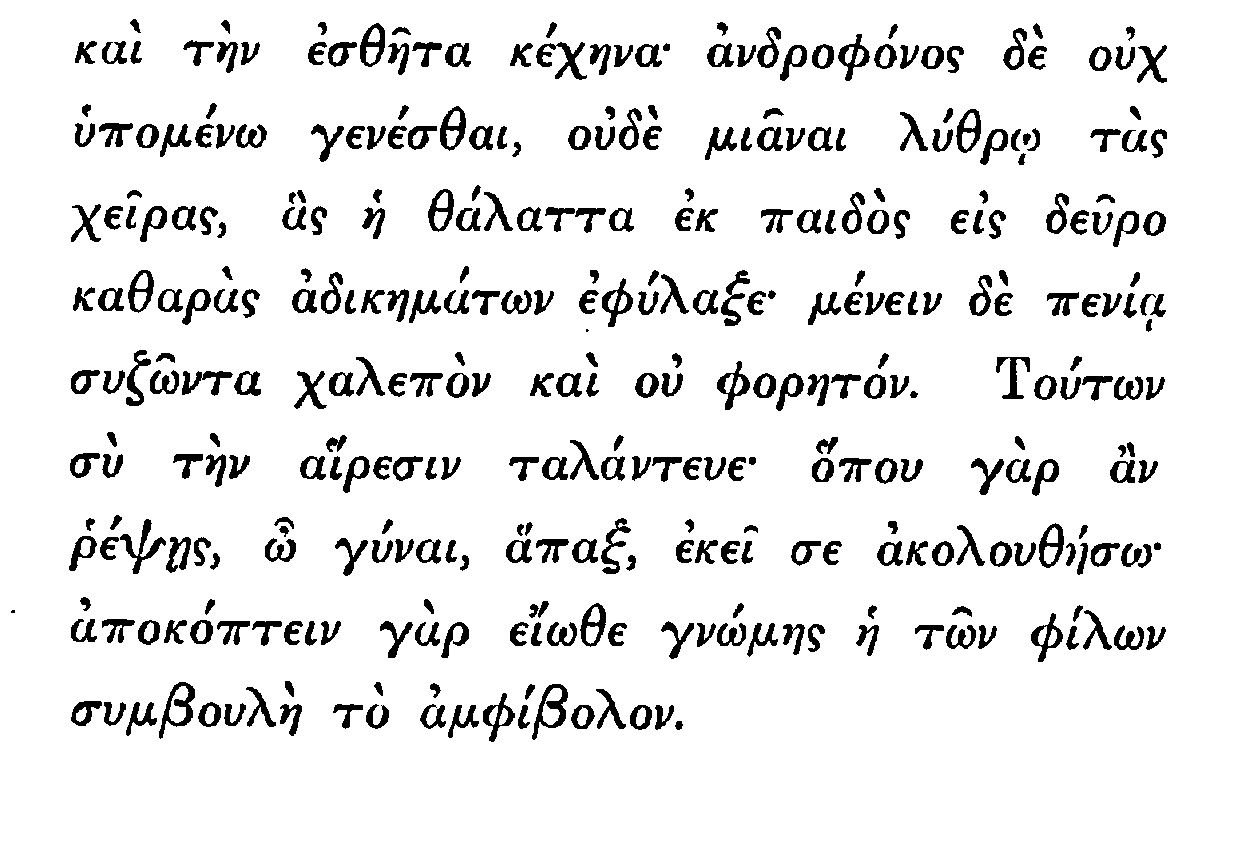 καὶ τὴν ἐσθῆτα κέχηνα· ἀνδροφόνος δὲ οὐχ
ὑπομένω γενέσθαι, οὐδὲ μιᾶναι λύθρῳ τὰς
χεῖρας, ἃς ἡ θάλαττα ἐκ παιδὸς εἰς δεῦρο
καθαρὰς ἀδικημάτων ἐφύλαξε· μένειν δὲ πενίᾳ
συζῶντα χαλεπὸν καὶ οὐ φορητόν. Τούτων
σὺ τὴν αἵρεσιν ταλάντευε· ὅπου γὰρ ἂν
ῥέψῃς, ὦ γύναι, ἅπαξ, ἐκεῖ σε ἀκολουθήσω·
ἀποκόπτειν γὰρ εἴωθε γνώμης ἡ τῶν φίλων
συμβουλὴ τὸ ἀμφίβολον.